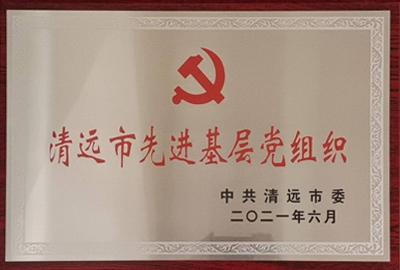 清远市先进基层党组织
中共清远市委
二〇二一年六月